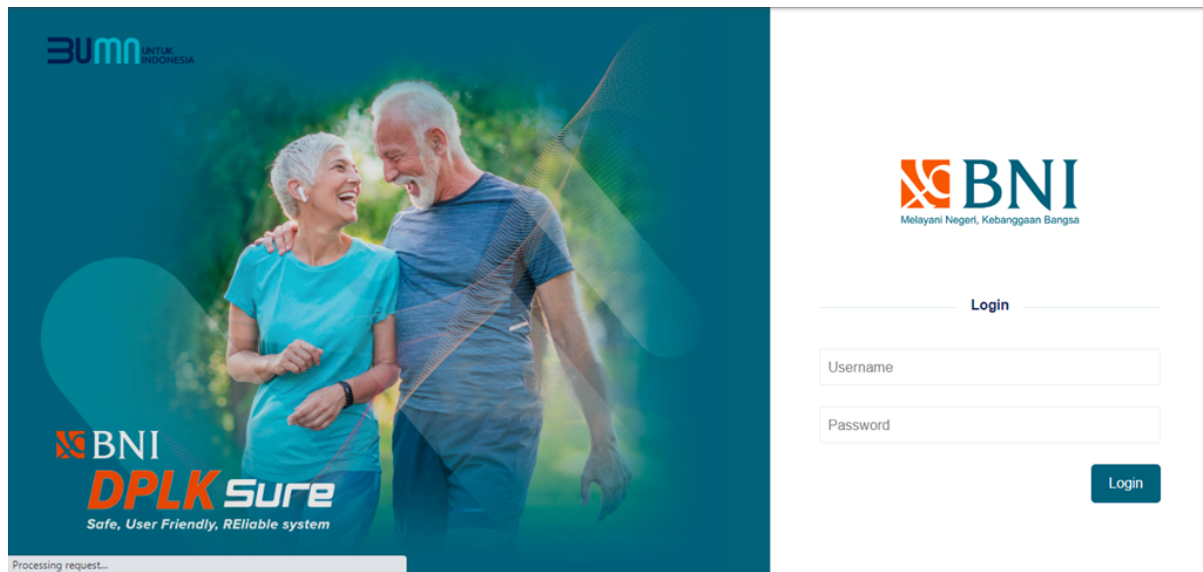 BUMN UNTUK
INDONESIA
BNI
DPLK Sure
Safe, User Friendly, REliable system
Processing request...
BNI
Melayani Negeri, Kebanggaan Bangsa
Login
Username
Password
Login